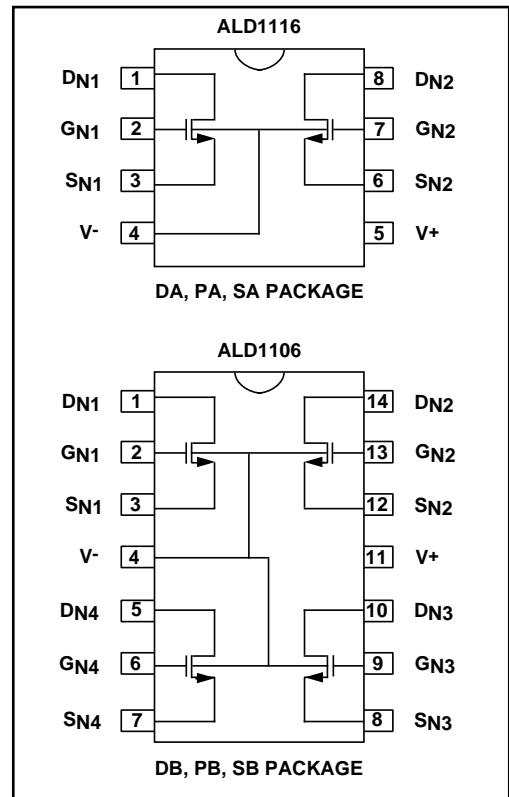 ALD1116
DN1 1 8 DN2
GN1 2 7 GN2
SN1 3 6 SN2
V- 4 5 V+
DA, PA, SA PACKAGE
ALD1106
DN1 1 14 DN2
GN1 2 13 GN2
SN1 3 12 SN2
V- 4 11 V+
DN4 5 10 DN3
GN4 6 9 GN3
SN4 7 8 SN3
DB, PB, SB PACKAGE